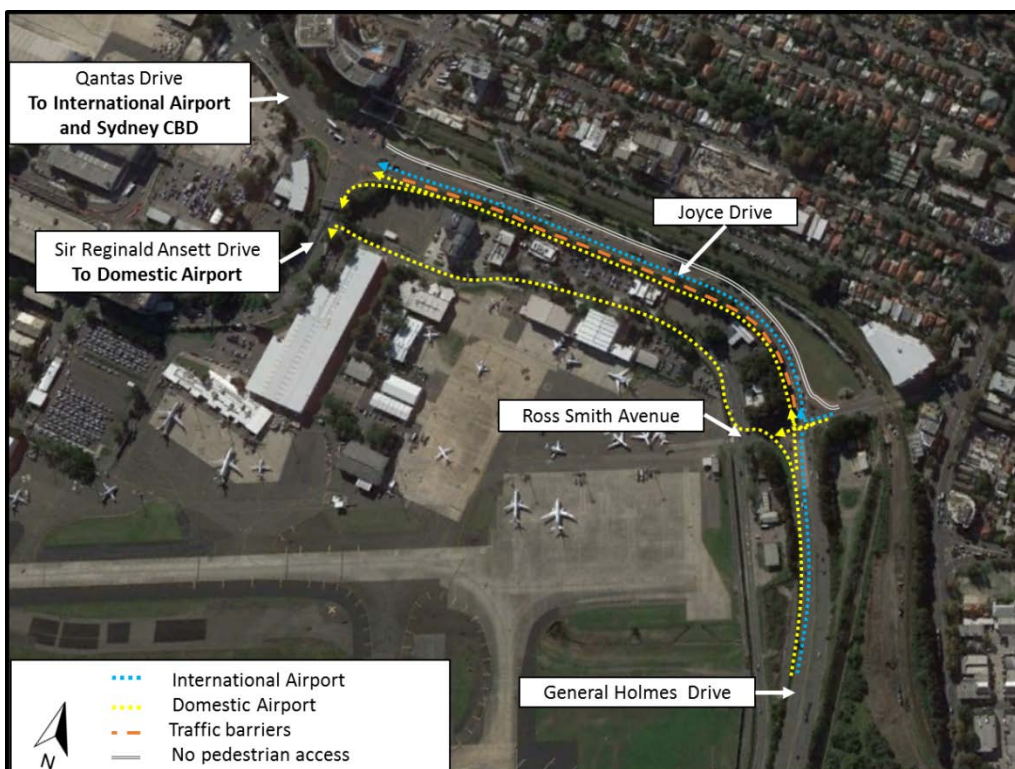 Qantas Drive
To International Airport
and Sydney CBD
Joyce Drive
Sir Reginald Ansett Drive
To Domestic Airport
Ross Smith Avenue
General Holmes Drive
International Airport
Domestic Airport
Traffic barriers
No pedestrian access
N